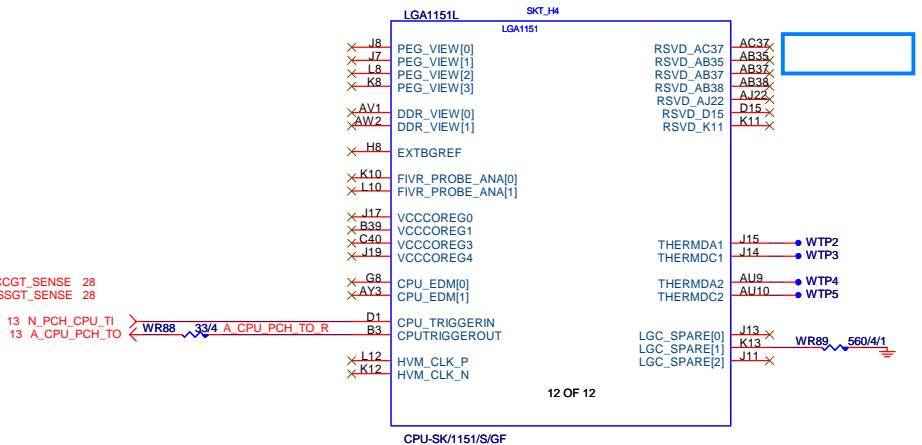 LGA1151L SKT_H4
LGA1151
J8 PEG_VIEW[0] RSVD_AC37 AC37
J7 PEG_VIEW[1] RSVD_AB35 AB35
L8 PEG_VIEW[2] RSVD_AB37 AB37
K8 PEG_VIEW[3] RSVD_AB38 AB38
RSVD_AJ22 AJ22
AV1 DDR_VIEW[0] RSVD_D15 D15
AW2 DDR_VIEW[1] RSVD_K11 K11
H8 EXTBGREF
K10 FIVR_PROBE_ANA[0]
L10 FIVR_PROBE_ANA[1]
J17 VCCCOREG0
B39 VCCCOREG1
C40 VCCCOREG3 THERMDA1 J15 WTP2
J19 VCCCOREG4 THERMDC1 J14 WTP3
CGT_SENSE 28 G8 CPU_EDM[0] THERMDA2 AU9 WTP4
SSGT_SENSE 28 AY3 CPU_EDM[1] THERMDC2 AU10 WTP5
13 N_PCH_CPU_TI D1 CPU_TRIGGERIN
13 A_CPU_PCH_TO WR88 33/4 A_CPU_PCH_TO_R B3 CPUTRIGGEROUT LGC_SPARE[0] J13
LGC_SPARE[1] K13 WR89 560/4/1
L12 HVM_CLK_P LGC_SPARE[2] J11
K12 HVM_CLK_N
12 OF 12
CPU-SK/1151/S/GF